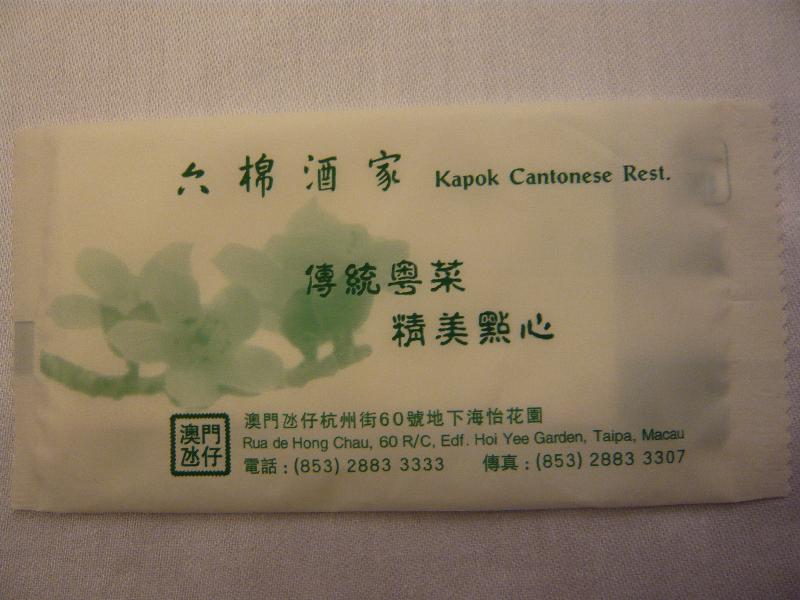 六棉酒家 Kapok Cantonese Rest.
傳統粵菜
精美點心
澳門
氹仔
澳門氹仔杭州街60號地下海怡花園
Rua de Hong Chau, 60 R/C, Edf. Hoi Yee Garden, Taipa, Macau
電話：(853) 2883 3333 傳真：(853) 2883 3307